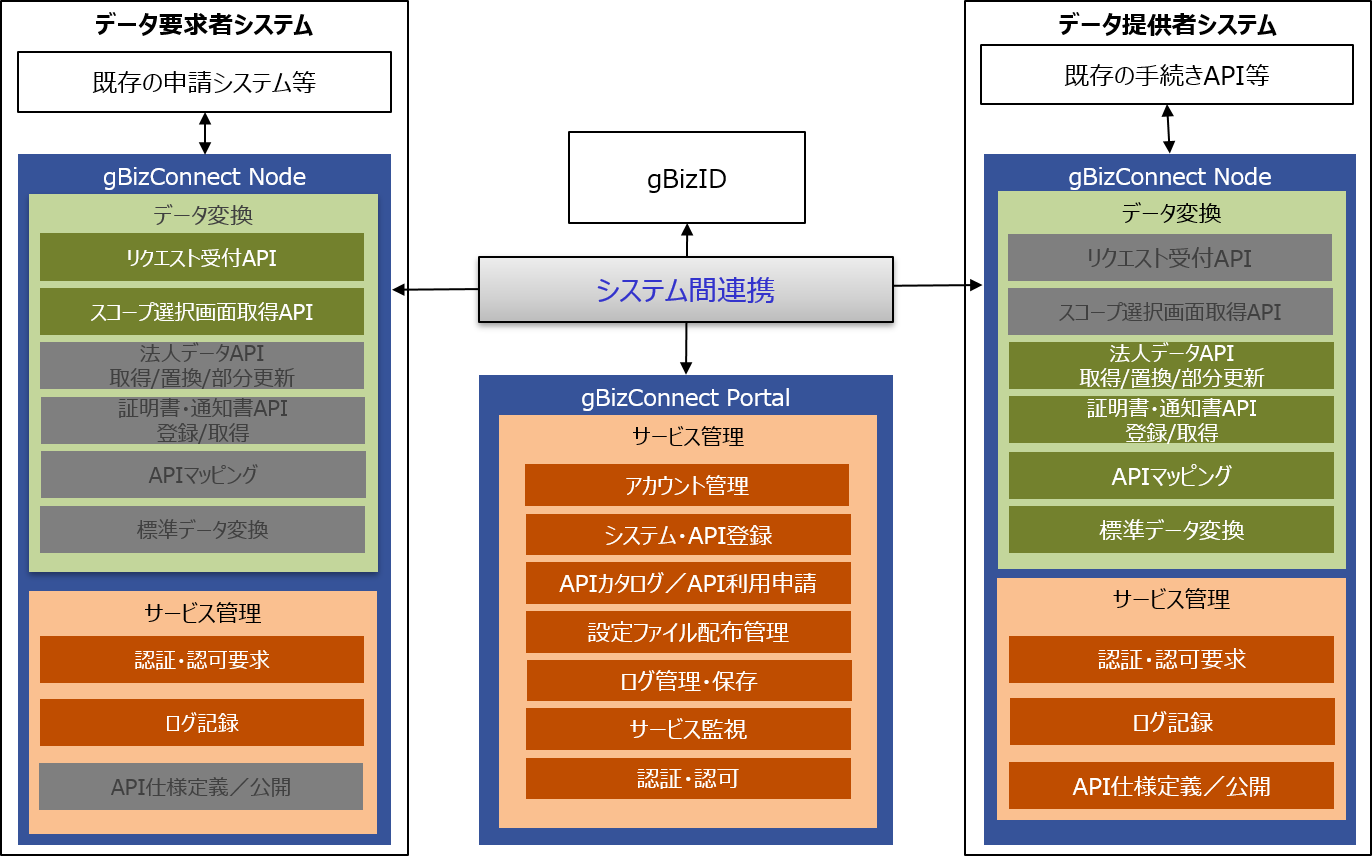 データ要求者システム
既存の申請システム等
gBizConnect Node
データ変換
リクエスト受付API
スコープ選択画面取得API
法人データAPI
取得/置換/部分更新
証明書・通知書API
登録/取得
APIマッピング
標準データ変換
サービス管理
認証・認可要求
ログ記録
API仕様定義／公開
gBizID
システム間連携
gBizConnect Portal
サービス管理
アカウント管理
システム・API登録
APIカタログ／API利用申請
設定ファイル配布管理
ログ管理・保存
サービス監視
認証・認可
データ提供者システム
既存の手続きAPI等
gBizConnect Node
データ変換
リクエスト受付API
スコープ選択画面取得API
法人データAPI
取得/置換/部分更新
証明書・通知書API
登録/取得
APIマッピング
標準データ変換
サービス管理
認証・認可要求
ログ記録
API仕様定義／公開